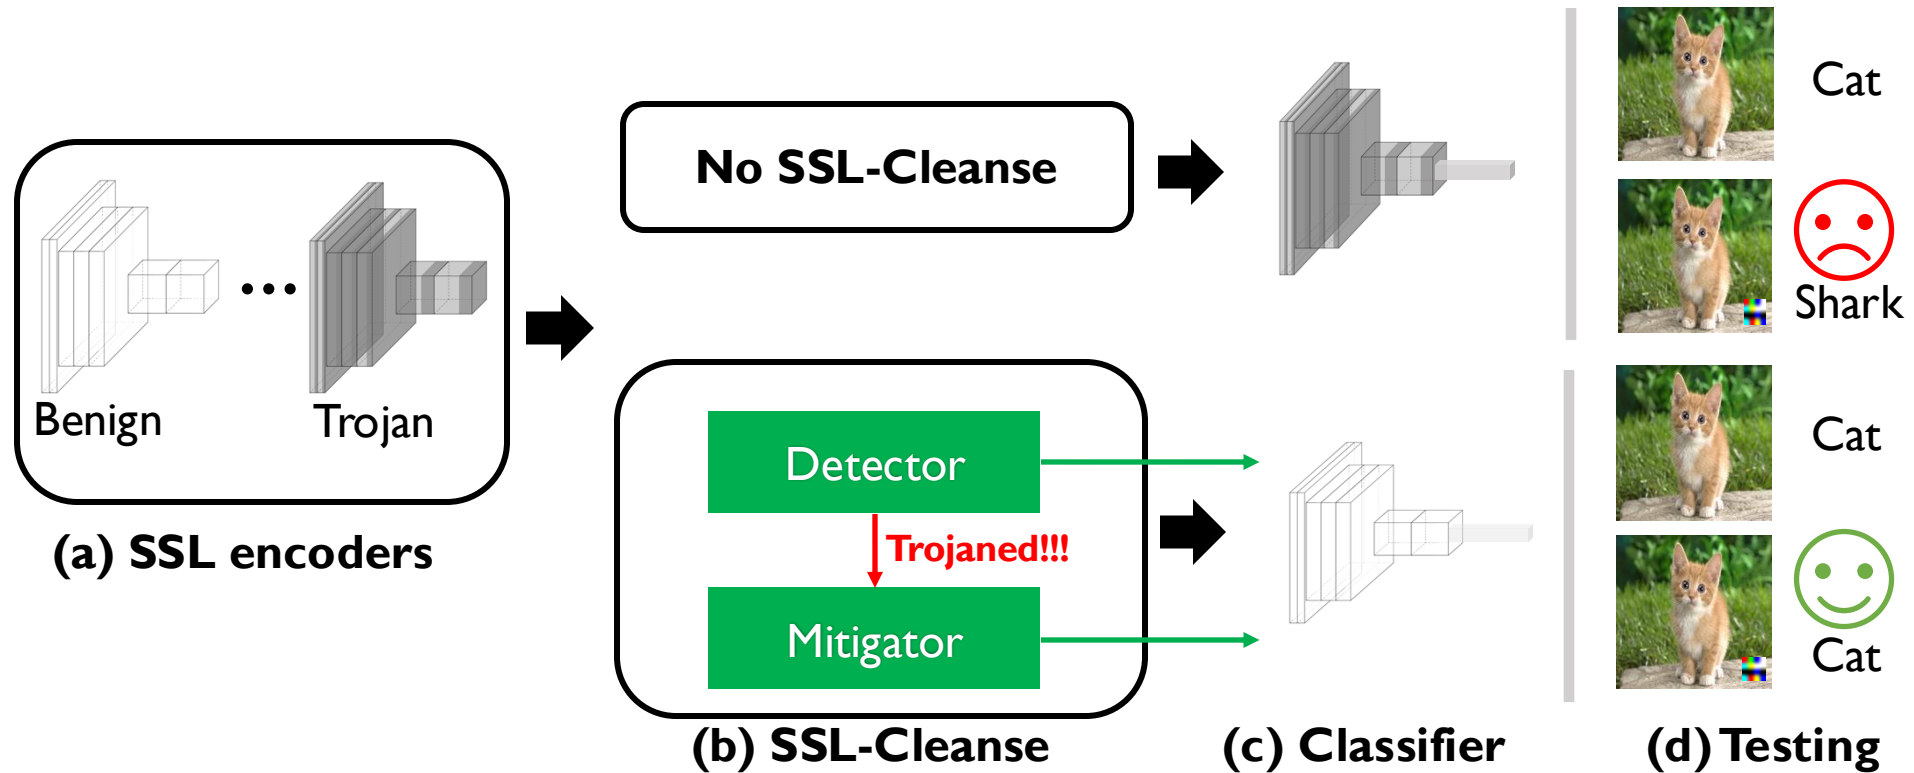 Benign
Trojan
(a) SSL encoders
No SSL-Cleanse
Detector
Trojaned!!!
Mitigator
(b) SSL-Cleanse
(c) Classifier
Cat
Shark
Cat
Cat
(d) Testing